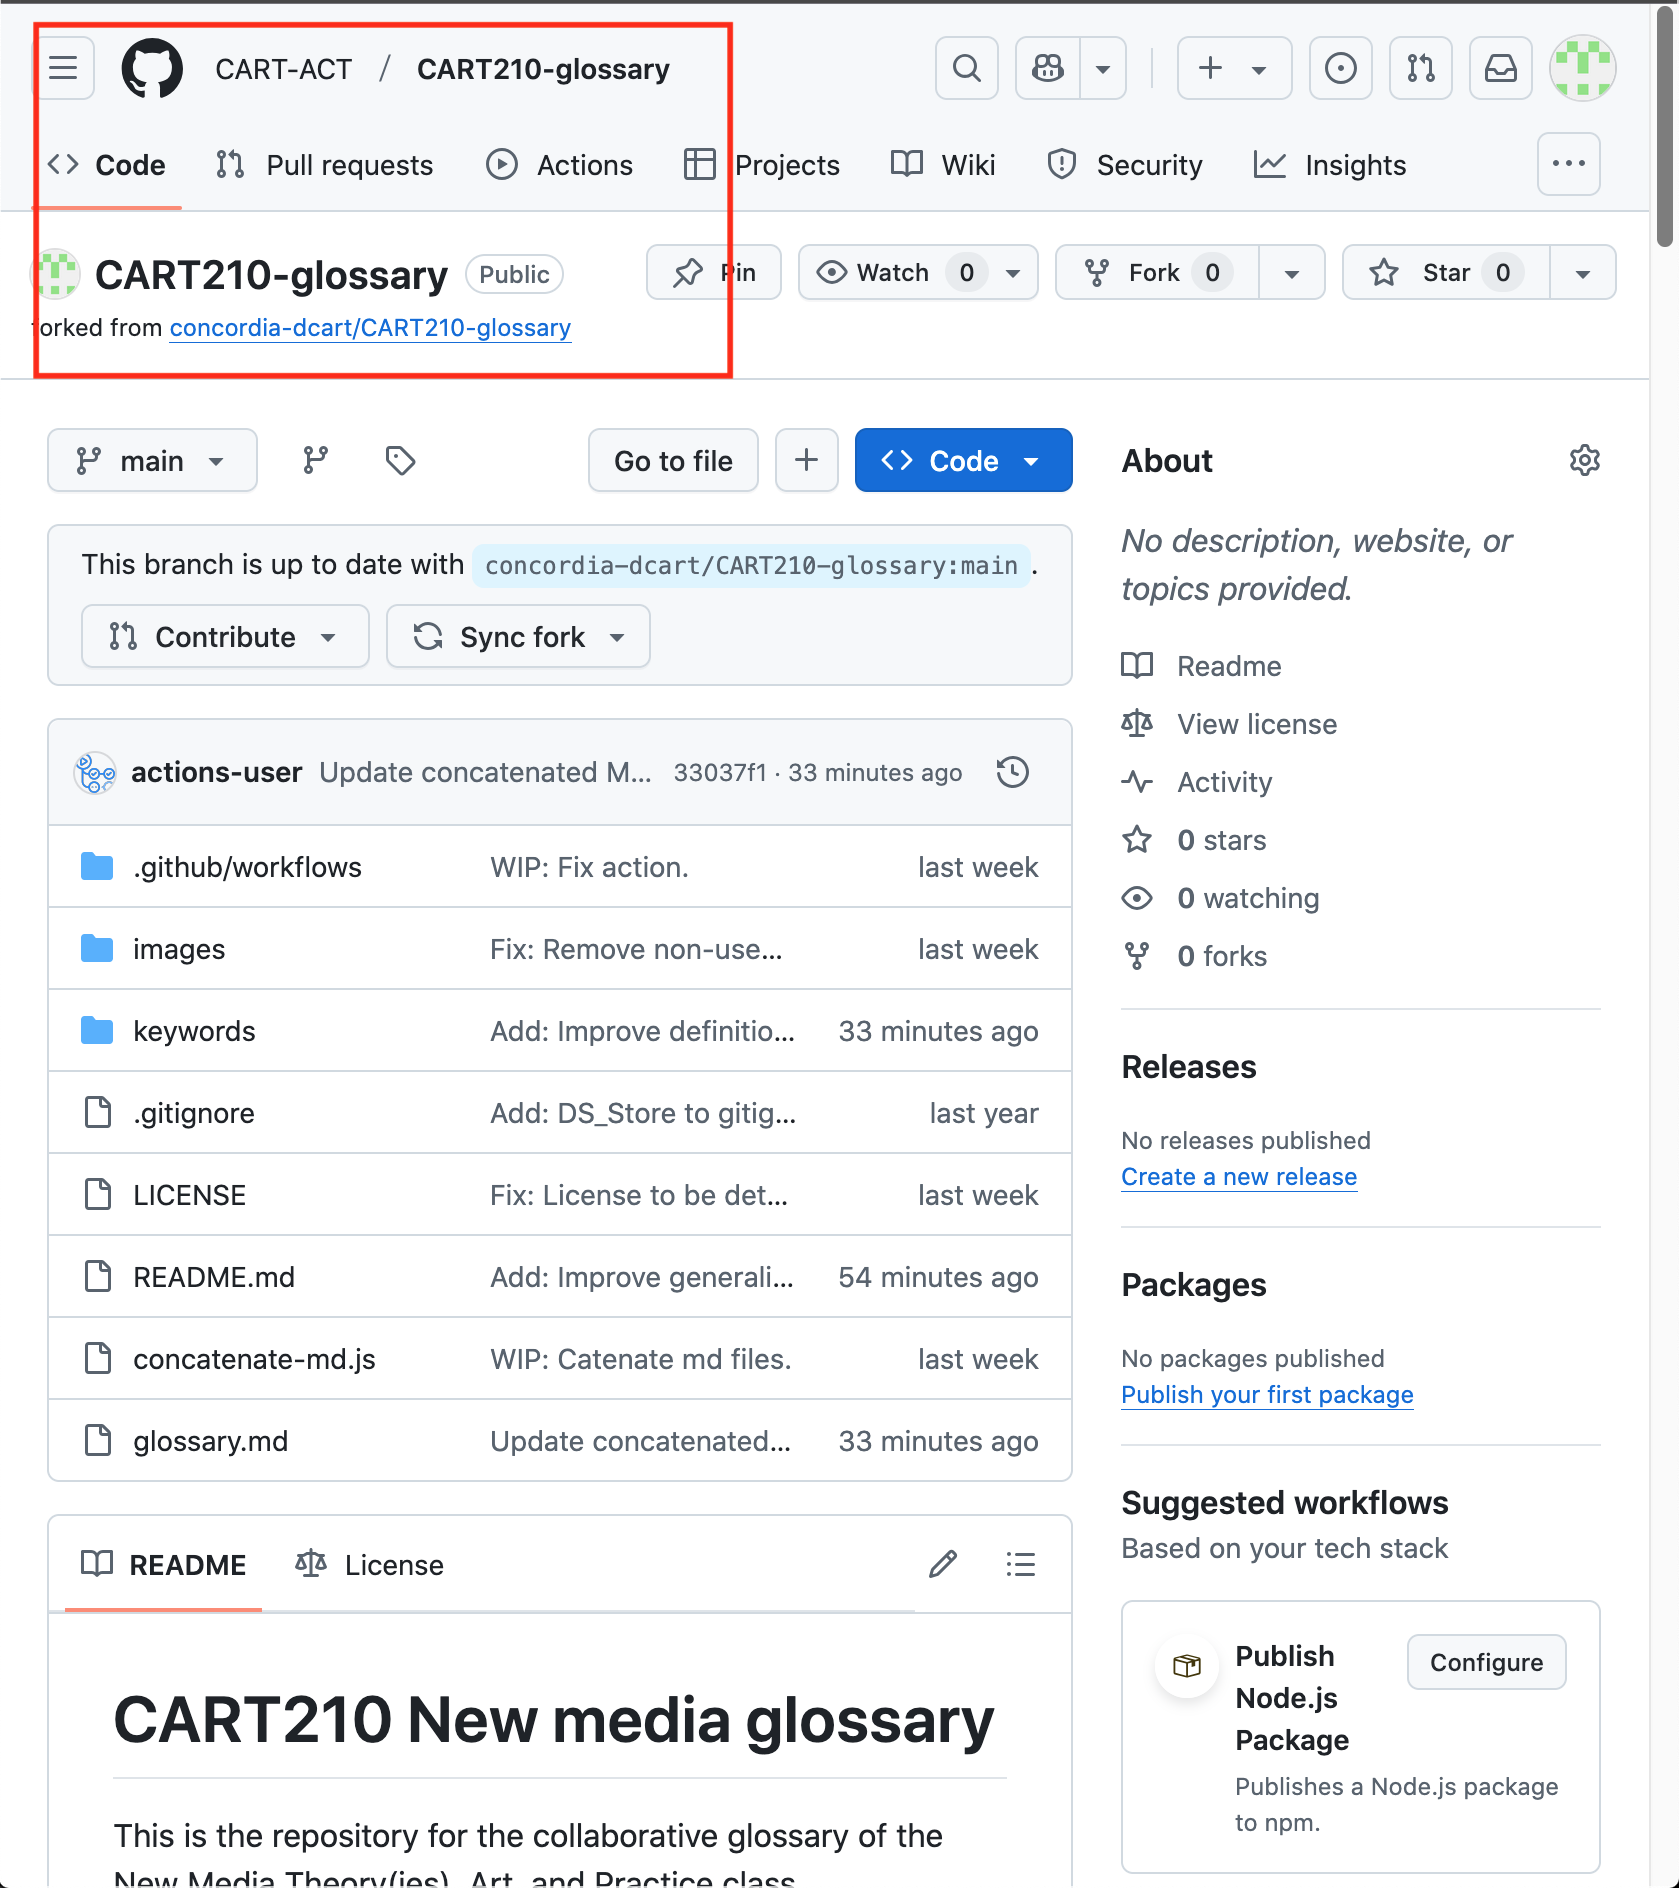 CART-ACT / CART210-glossary
Code Pull requests Actions Projects Wiki Security Insights
CART210-glossary Public Pin Watch 0 Fork 0 Star 0
forked from concordia-dcart/CART210-glossary
main Go to file Code
This branch is up to date with concordia-dcart/CART210-glossary:main .
Contribute Sync fork
actions-user Update concatenated M... 33037f1 · 33 minutes ago
.github/workflows WIP: Fix action. last week
images Fix: Remove non-use... last week
keywords Add: Improve definitio... 33 minutes ago
.gitignore Add: DS_Store to gitig... last year
LICENSE Fix: License to be det... last week
README.md Add: Improve generali... 54 minutes ago
concatenate-md.js WIP: Catenate md files. last week
glossary.md Update concatenated... 33 minutes ago
README License
CART210 New media glossary
This is the repository for the collaborative glossary of the
New Media Theory(ies), Art, and Practice class
About
No description, website, or
topics provided.
Readme
View license
Activity
0 stars
0 watching
0 forks
Releases
No releases published
Create a new release
Packages
No packages published
Publish your first package
Suggested workflows
Based on your tech stack
Publish
Node.js
Package
Configure
Publishes a Node.js package
to npm.